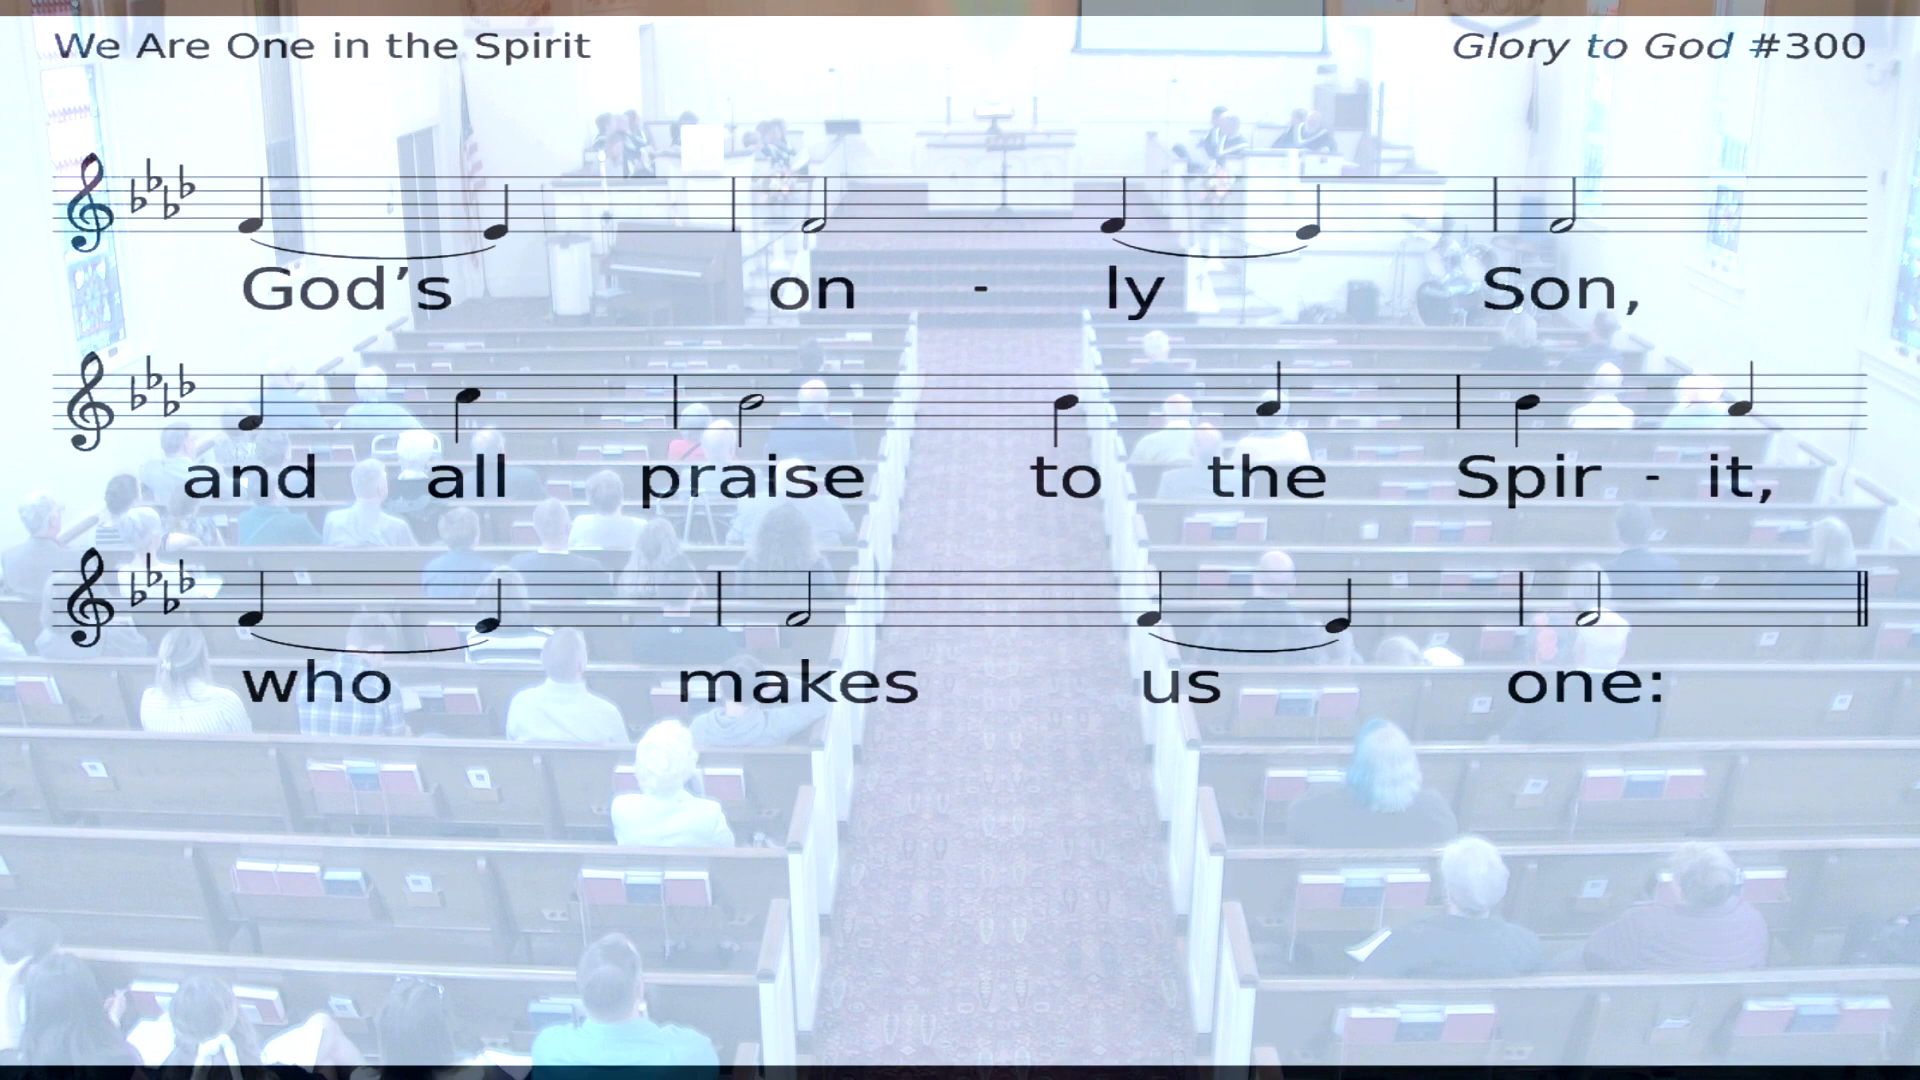 We Are One in the Spirit
Glory to God #300
God’s on - ly Son,
and all praise to the Spir - it,
who makes us one: